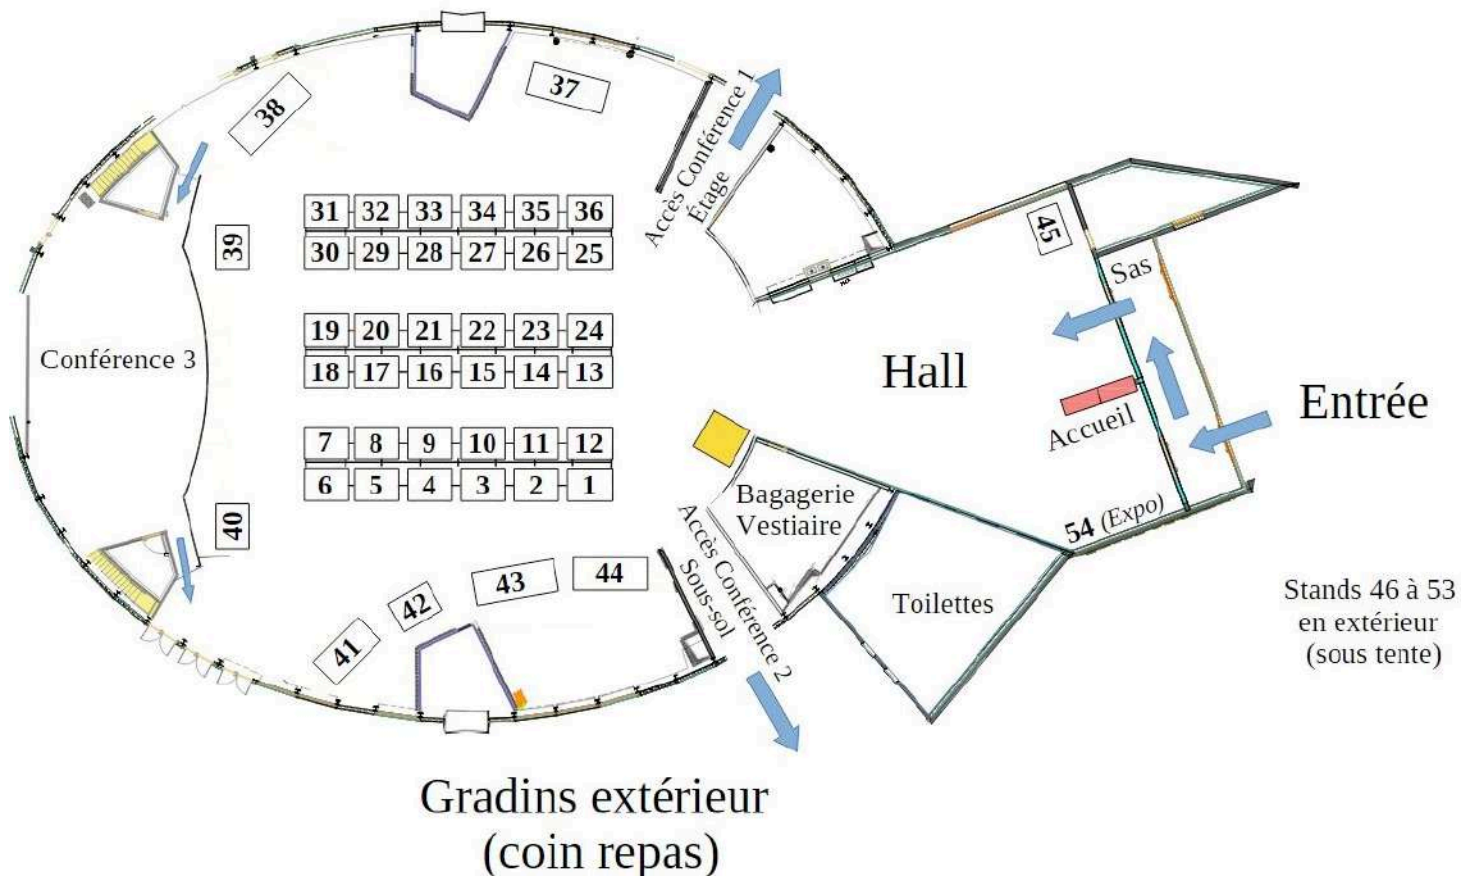 37
38
Accès Conférence 1
Étage
31 32 33 34 35 36
30 29 28 27 26 25
39
45
Sas
19 20 21 22 23 24
18 17 16 15 14 13
Conférence 3
Hall
Entrée
Accueil
7 8 9 10 11 12
6 5 4 3 2 1
40
Bagagerie
Vestiaire
54 (Expo)
Accès Conférence 2
Sous-sol
41
42
43
44
Toilettes
Stands 46 à 53
en extérieur
(sous tente)
Gradins extérieur
(coin repas)